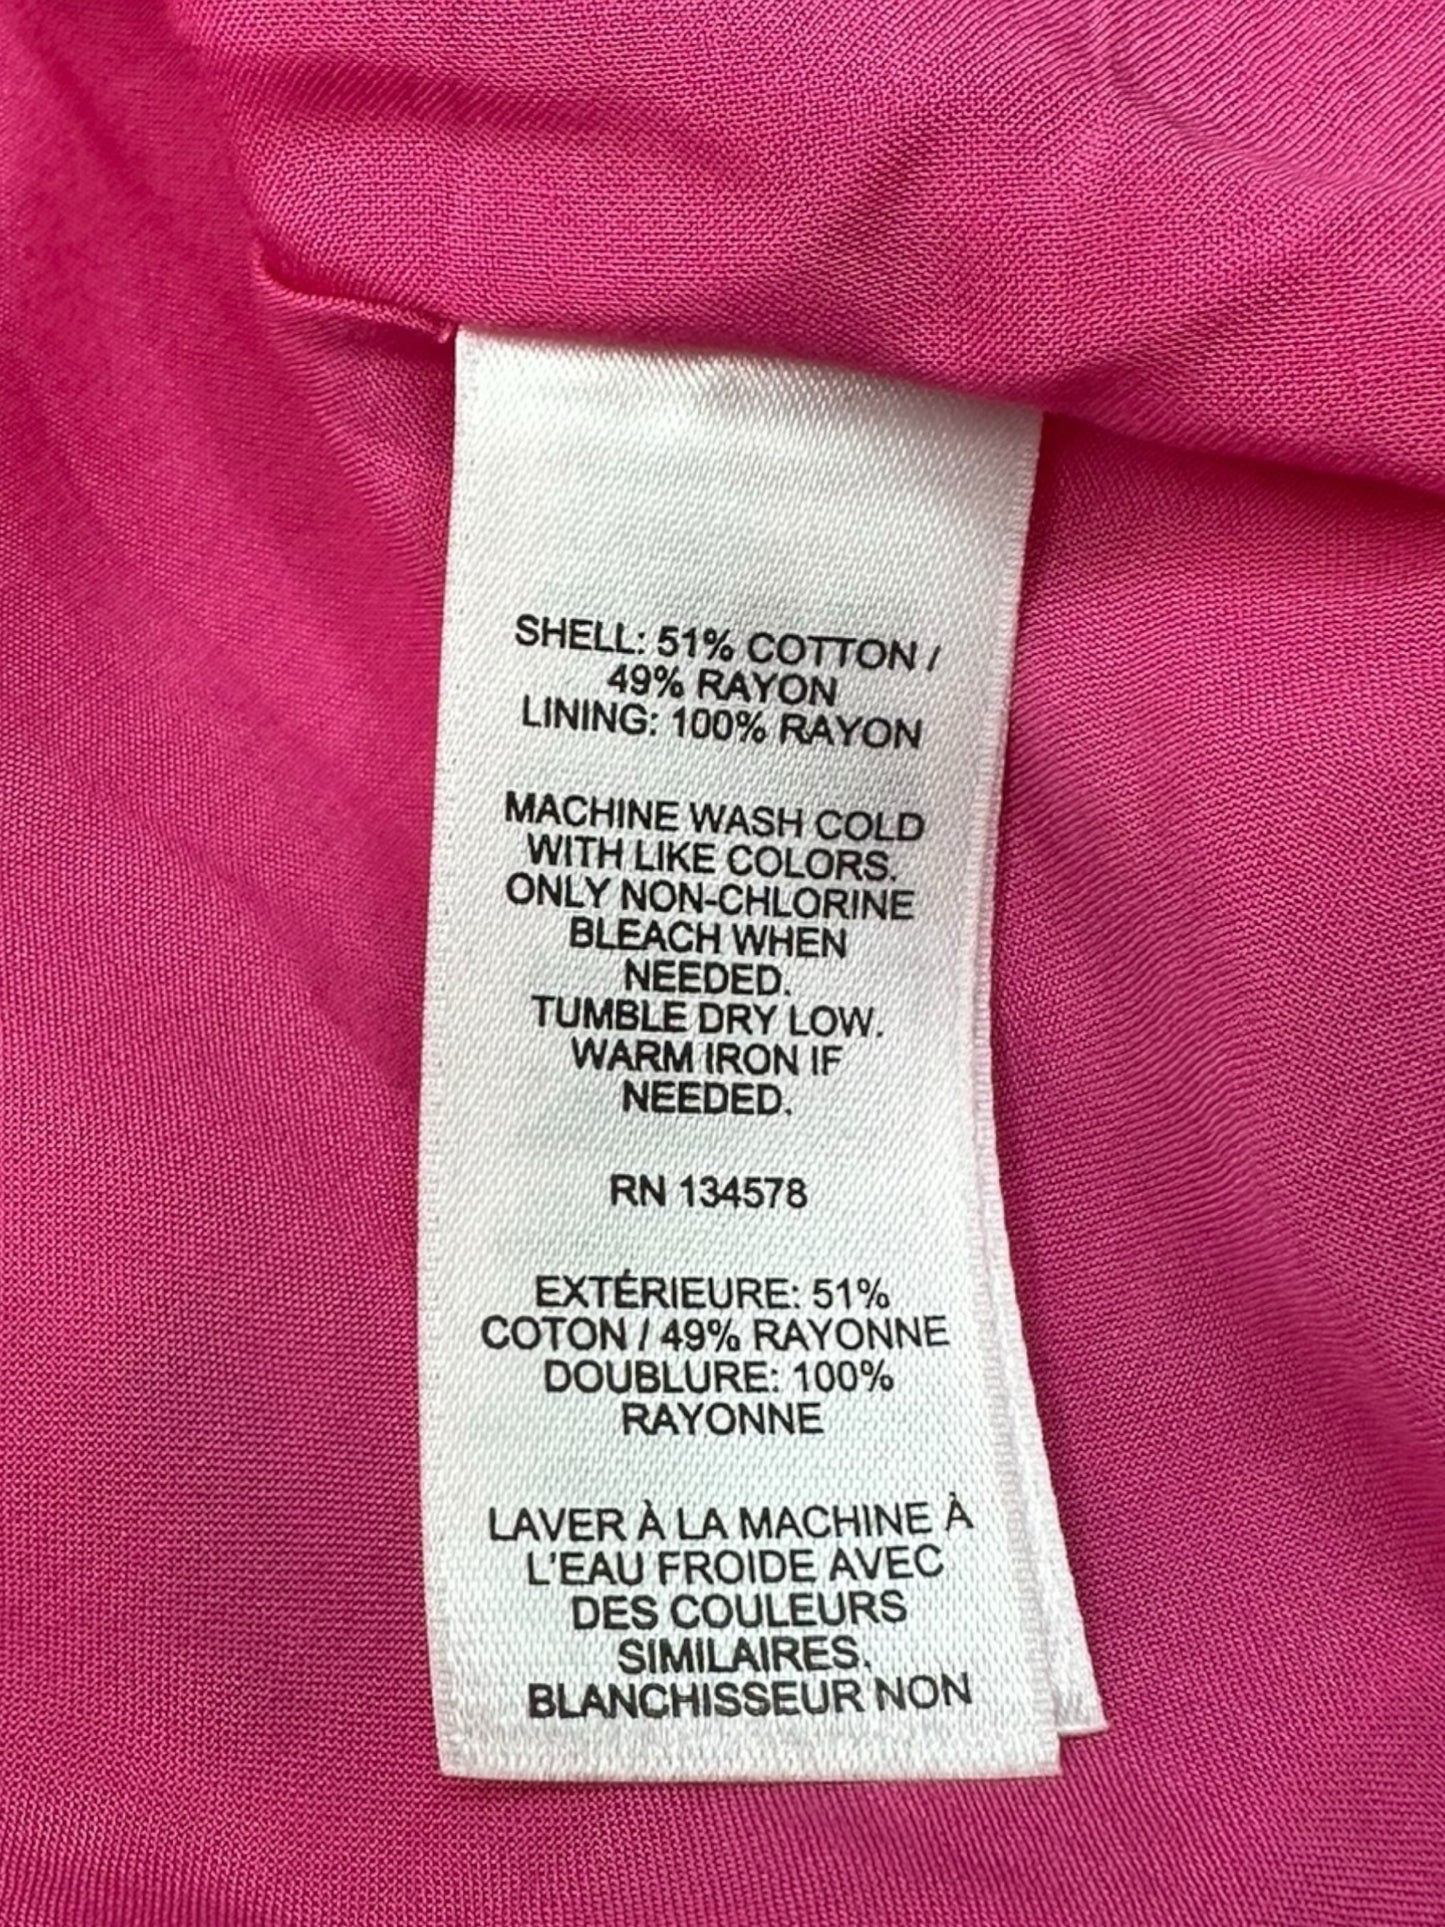 SHELL: 51% COTTON /
49% RAYON
LINING: 100% RAYON
MACHINE WASH COLD
WITH LIKE COLORS.
ONLY NON-CHLORINE
BLEACH WHEN
NEEDED.
TUMBLE DRY LOW.
WARM IRON IF
NEEDED.
RN 134578
EXTÉRIEURE: 51%
COTON / 49% RAYONNE
DOUBLURE: 100%
RAYONNE
LAVER À LA MACHINE À
L'EAU FROIDE AVEC
DES COULEURS
SIMILAIRES.
BLANCHISSEUR NON